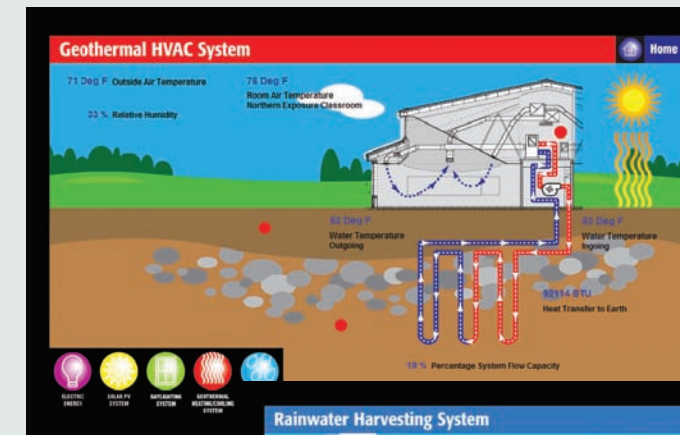 Geothermal HVAC System
Home
71 Deg F Outside Air Temperature
33 % Relative Humidity
76 Deg F
Room Air Temperature
Northern Exposure Classroom
82 Deg F
Water Temperature
Outgoing
82 Deg F
Water Temperature
Ingoing
92114 BTU
Heat Transfer to Earth
19 % Percentage System Flow Capacity
ELECTRIC
ENERGY
SOLAR PV
SYSTEM
DAYLIGHTING
SYSTEM
GEOTHERMAL
HEATING/COOLING
SYSTEM
Rainwater Harvesting System